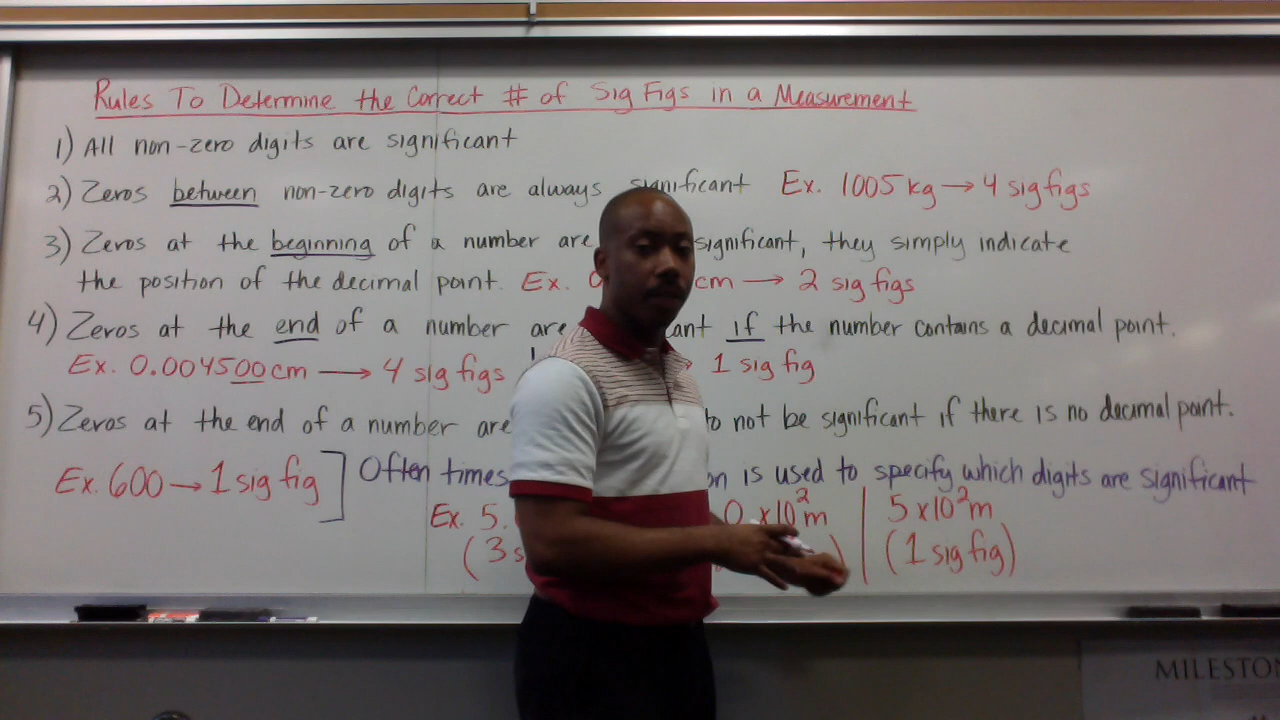 Rules To Determine the Correct # of Sig Figs in a Measurement
1) All non-zero digits are significant
2) Zeros between non-zero digits are always significant Ex. 1005 kg → 4 sig figs
3) Zeros at the beginning of a number are significant, they simply indicate
the position of the decimal point. Ex. 0 cm → 2 sig figs
4) Zeros at the end of a number are if the number contains a decimal point.
Ex. 0.004500 cm → 4 sig figs 1 sig fig
5) Zeros at the end of a number are to not be significant if there is no decimal point.
Ex. 600 → 1 sig fig ] Often times is used to specify which digits are significant
Ex. 5. 0 x10²m | 5 x10²m
(3 s ) | (1 sig fig)